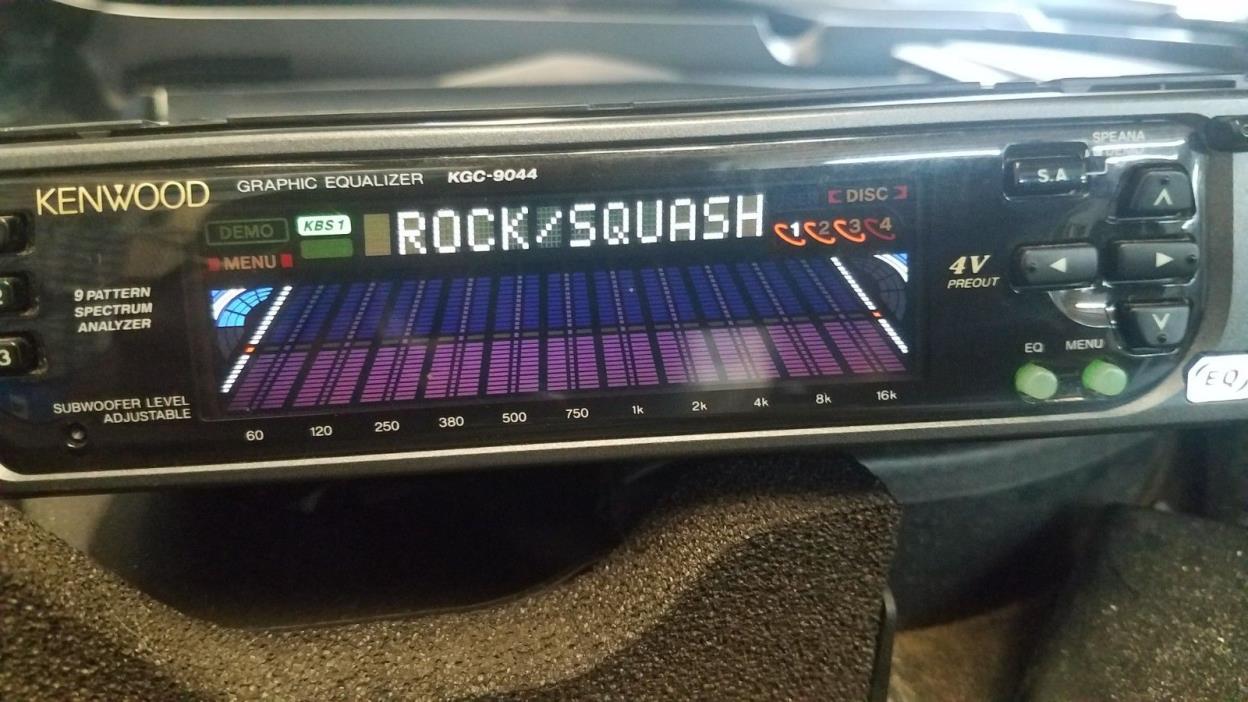 SPEANA
KENWOOD
GRAPHIC EQUALIZER KGC-9044
S.A
DISC
DEMO
KBS 1
ROCK/SQUASH
1 2 3 4
MENU
4V
PREOUT
9 PATTERN
SPECTRUM
ANALYZER
2
3
EQ
MENU
EQ
SUBWOOFER LEVEL
ADJUSTABLE
60 120 250 380 500 750 1k 2k 4k 8k 16k